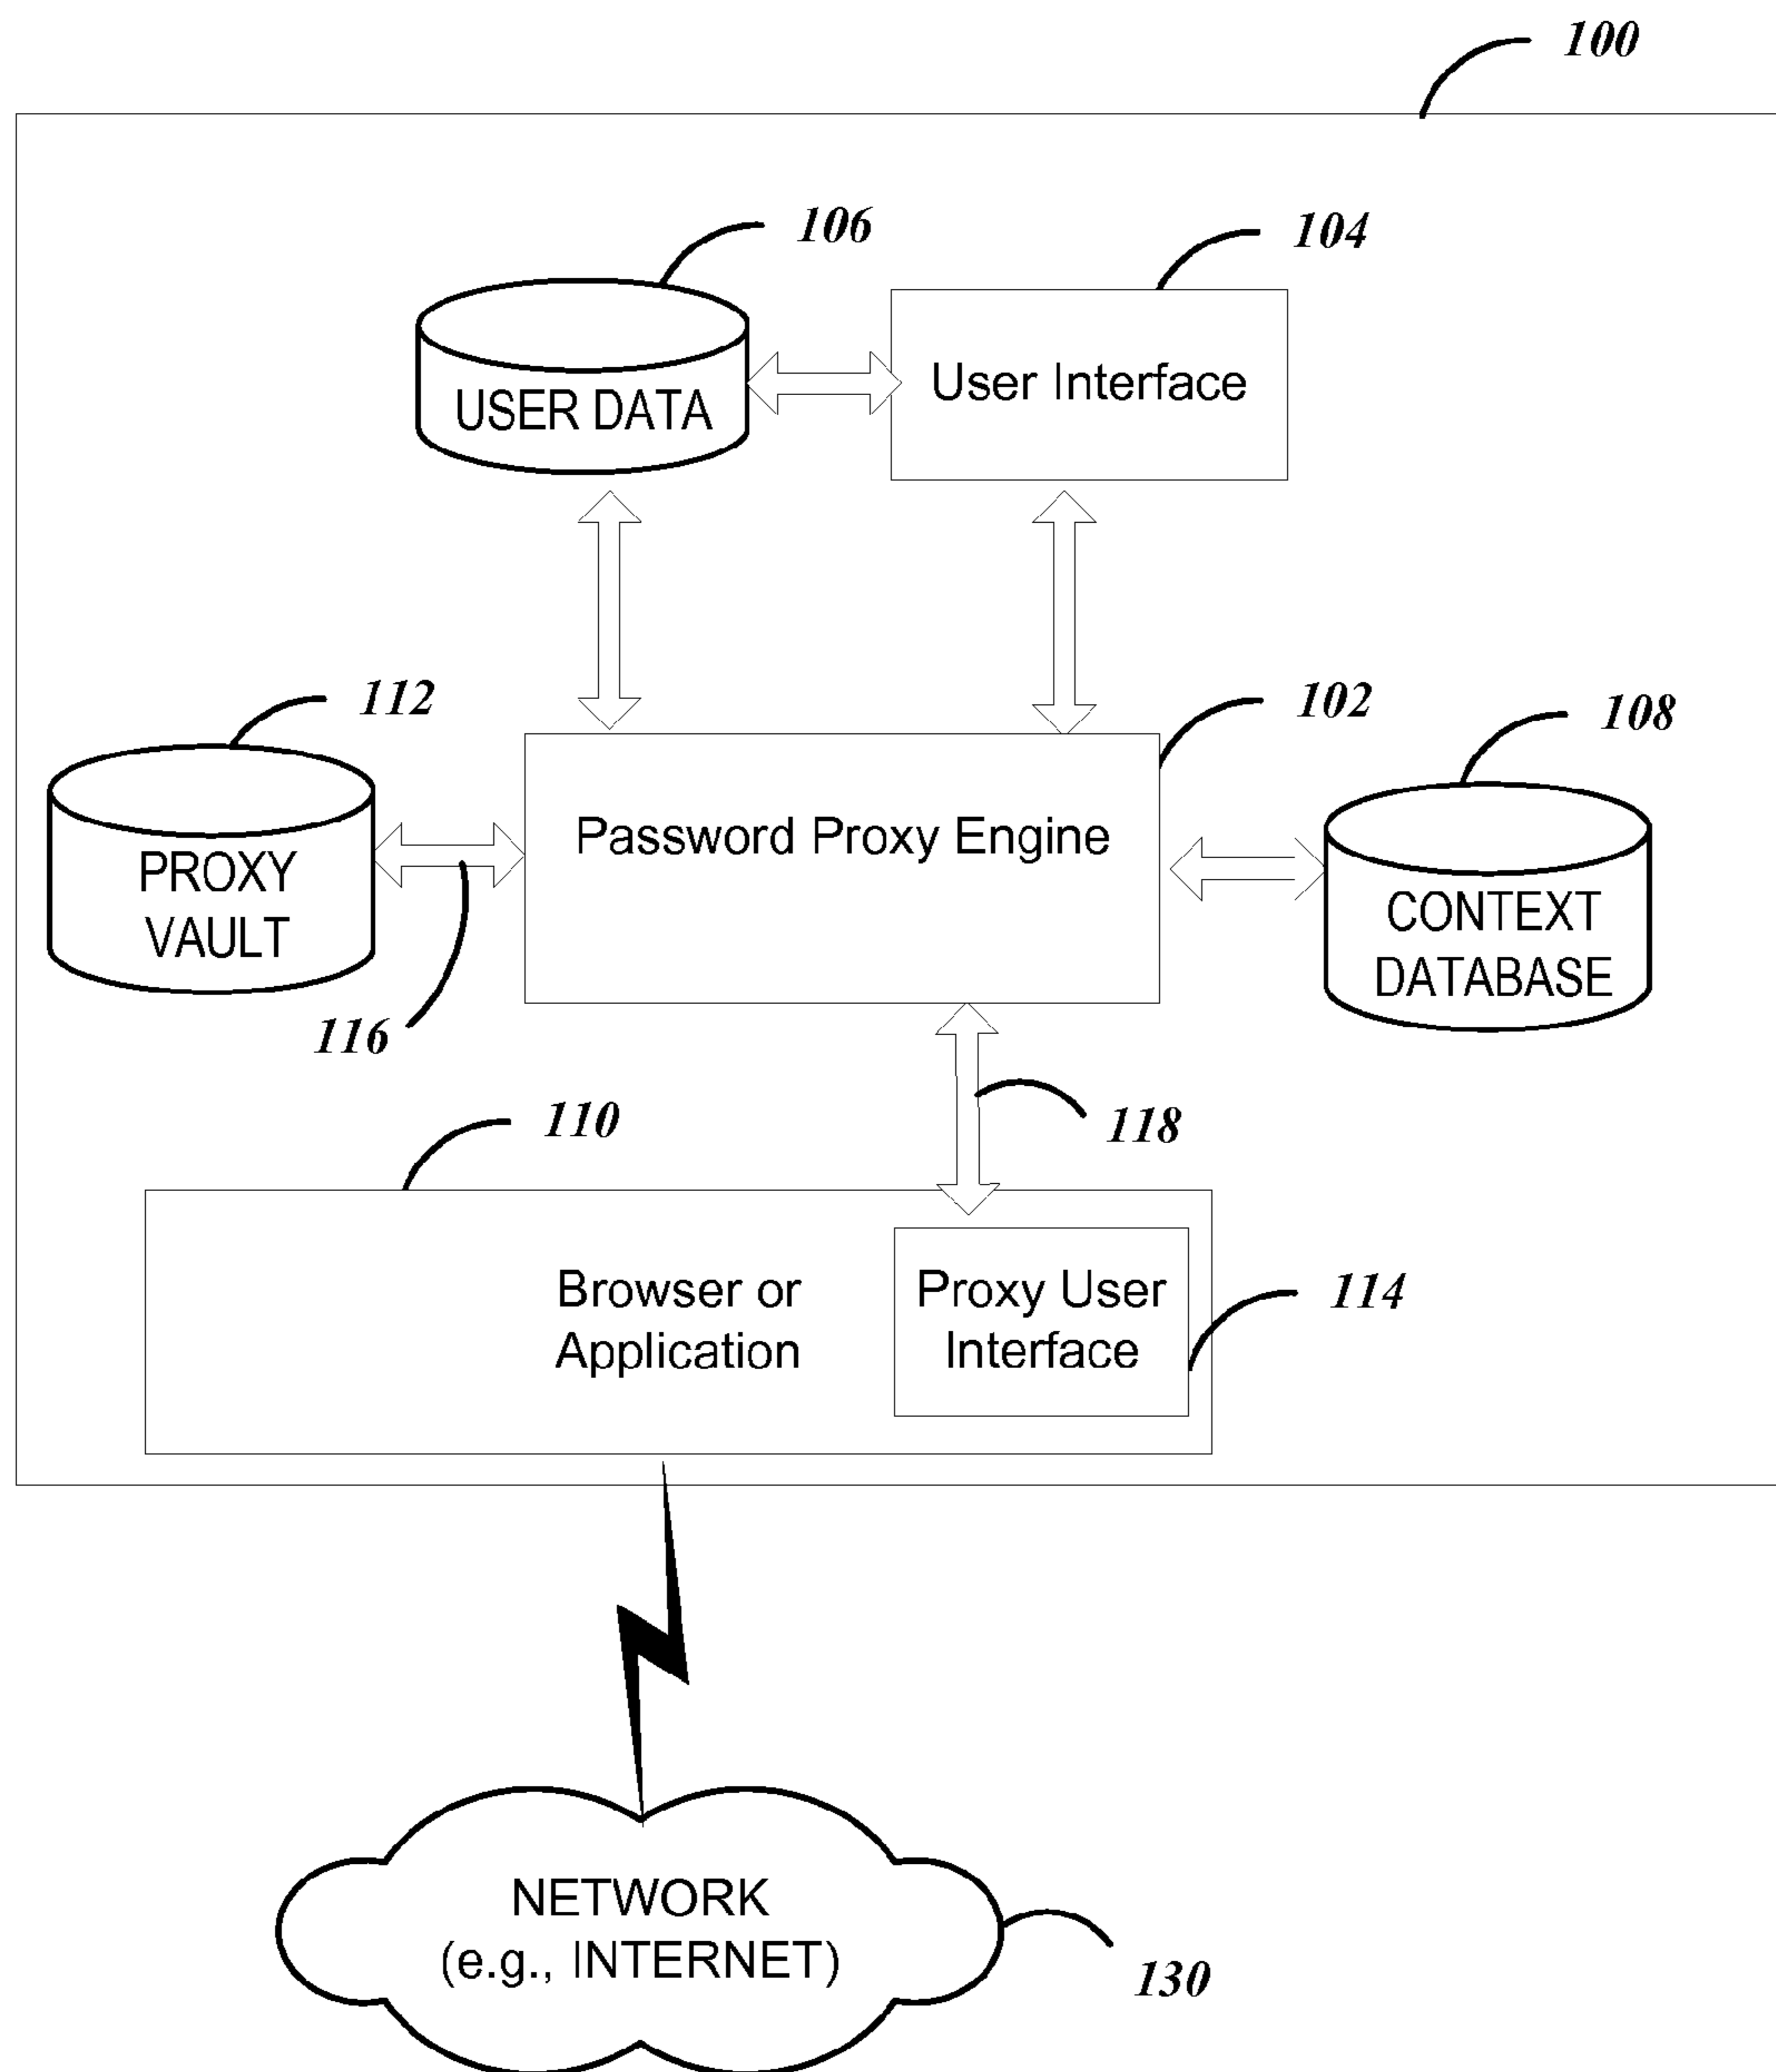 100
106
104
USER DATA
User Interface
112
102
108
Password Proxy Engine
PROXY
VAULT
CONTEXT
DATABASE
116
118
110
Browser or
Application
Proxy User
Interface
114
NETWORK
(e.g., INTERNET)
130